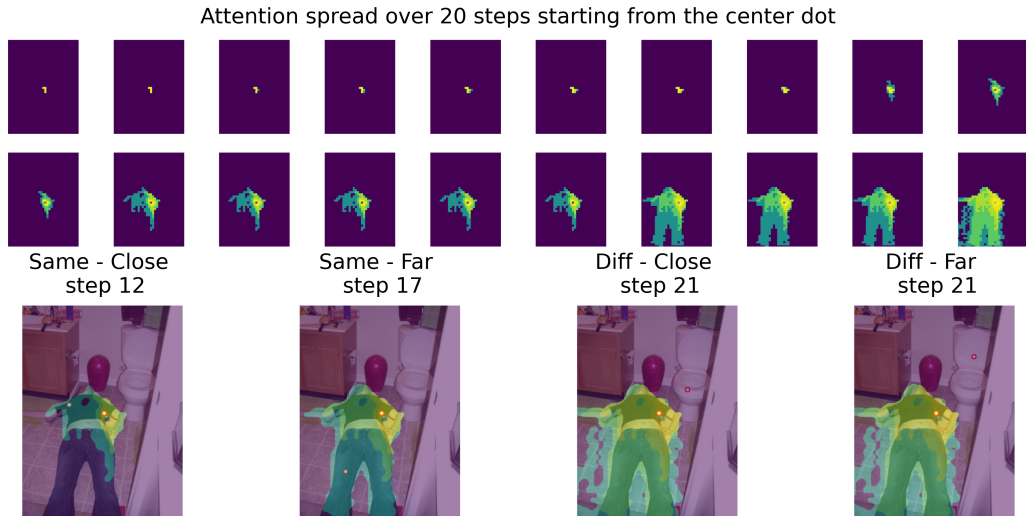 Attention spread over 20 steps starting from the center dot
Same - Close
step 12
Same - Far
step 17
Diff - Close
step 21
Diff - Far
step 21